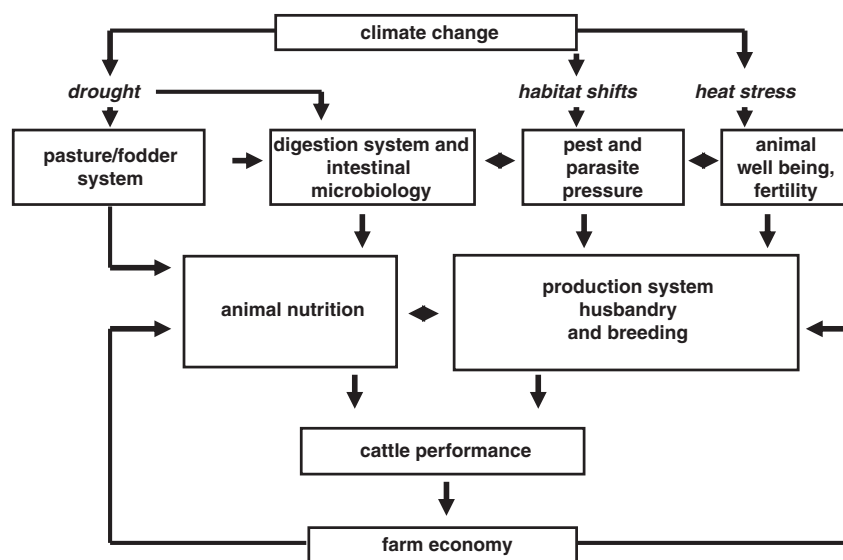 climate change
drought
habitat shifts
heat stress
pasture/fodder
system
digestion system and
intestinal
microbiology
pest and
parasite
pressure
animal
well being,
fertility
animal nutrition
production system
husbandry
and breeding
cattle performance
farm economy